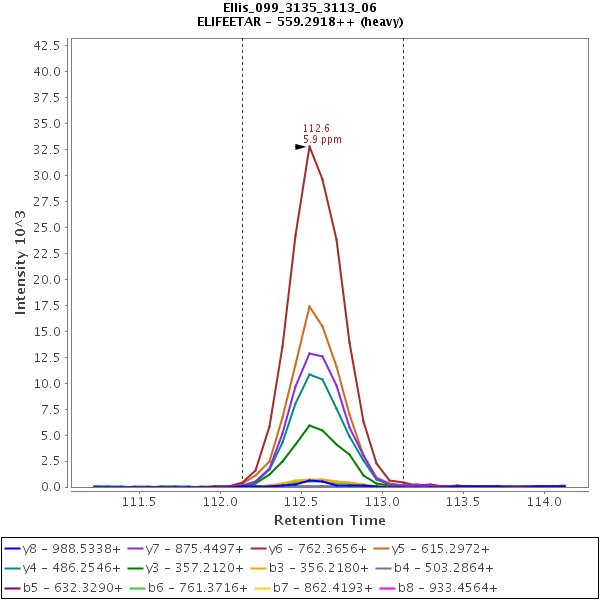 Ellis_099_3135_3113_06
ELIFEETAR - 559.2918++ (heavy)
42.5
40.0
37.5
35.0
32.5
30.0
27.5
25.0
22.5
20.0
17.5
15.0
12.5
10.0
7.5
5.0
2.5
0.0
Intensity 10^3
112.6
5.9 ppm
111.5 112.0 112.5 113.0 113.5 114.0
Retention Time
y8 - 988.5338+ y7 - 875.4497+ y6 - 762.3656+ y5 - 615.2972+
y4 - 486.2546+ y3 - 357.2120+ b3 - 356.2180+ b4 - 503.2864+
b5 - 632.3290+ b6 - 761.3716+ b7 - 862.4193+ b8 - 933.4564+